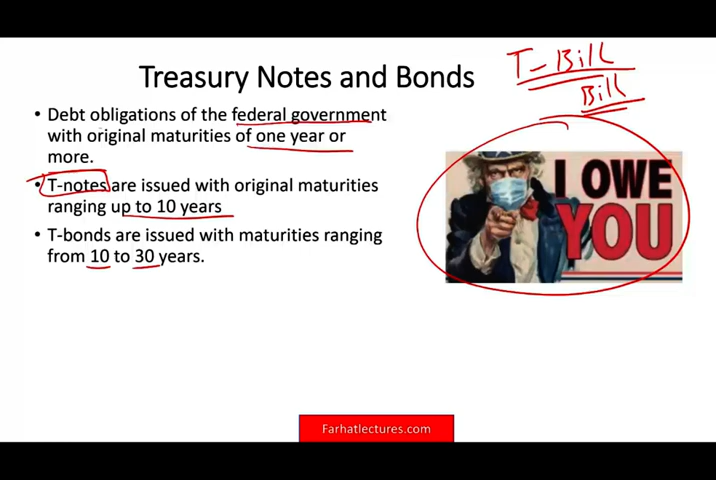 Treasury Notes and Bonds
T-Bill
Bill
• Debt obligations of the federal government
with original maturities of one year or
more.
• T-notes are issued with original maturities
ranging up to 10 years
• T-bonds are issued with maturities ranging
from 10 to 30 years.
I OWE
YOU
Farhatlectures.com